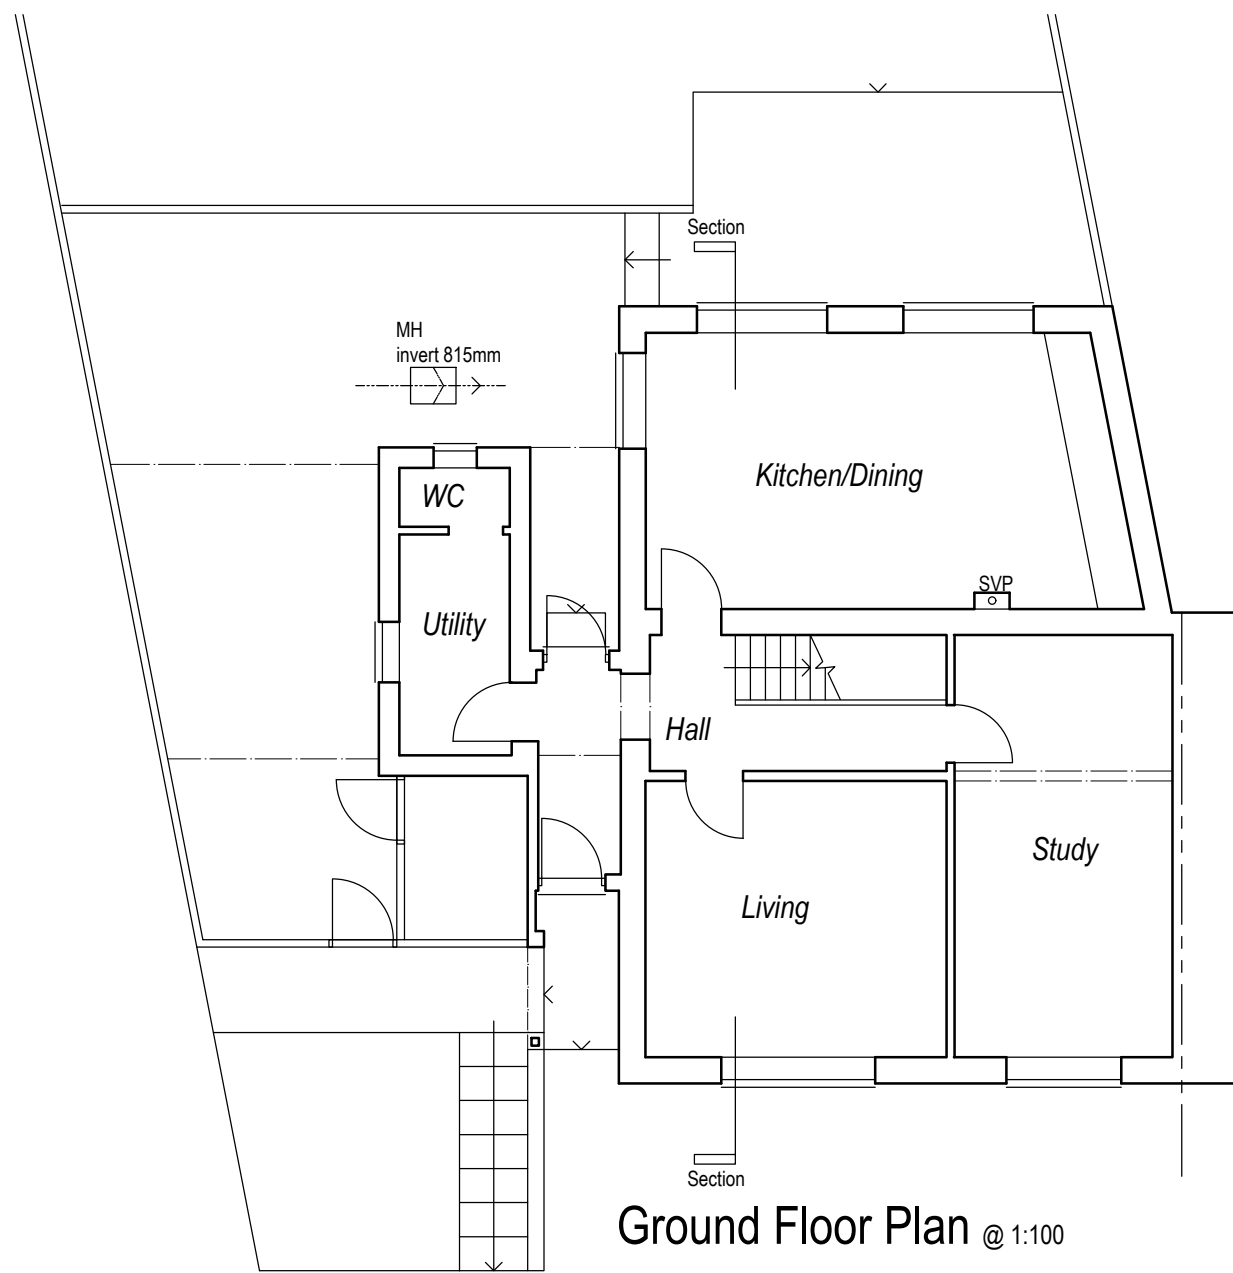 Section
MH
invert 815mm
Kitchen/Dining
WC
SVP
Utility
Hall
Study
Living
Section
Ground Floor Plan @ 1:100